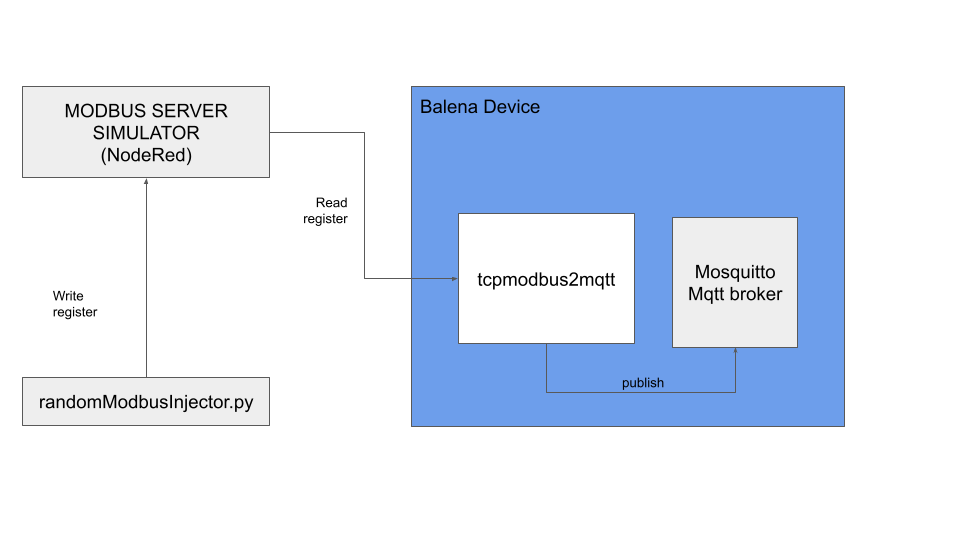 MODBUS SERVER
SIMULATOR
(NodeRed)
Balena Device
Read
register
tcpmodbus2mqtt
Mosquitto
Mqtt broker
Write
register
publish
randomModbusInjector.py